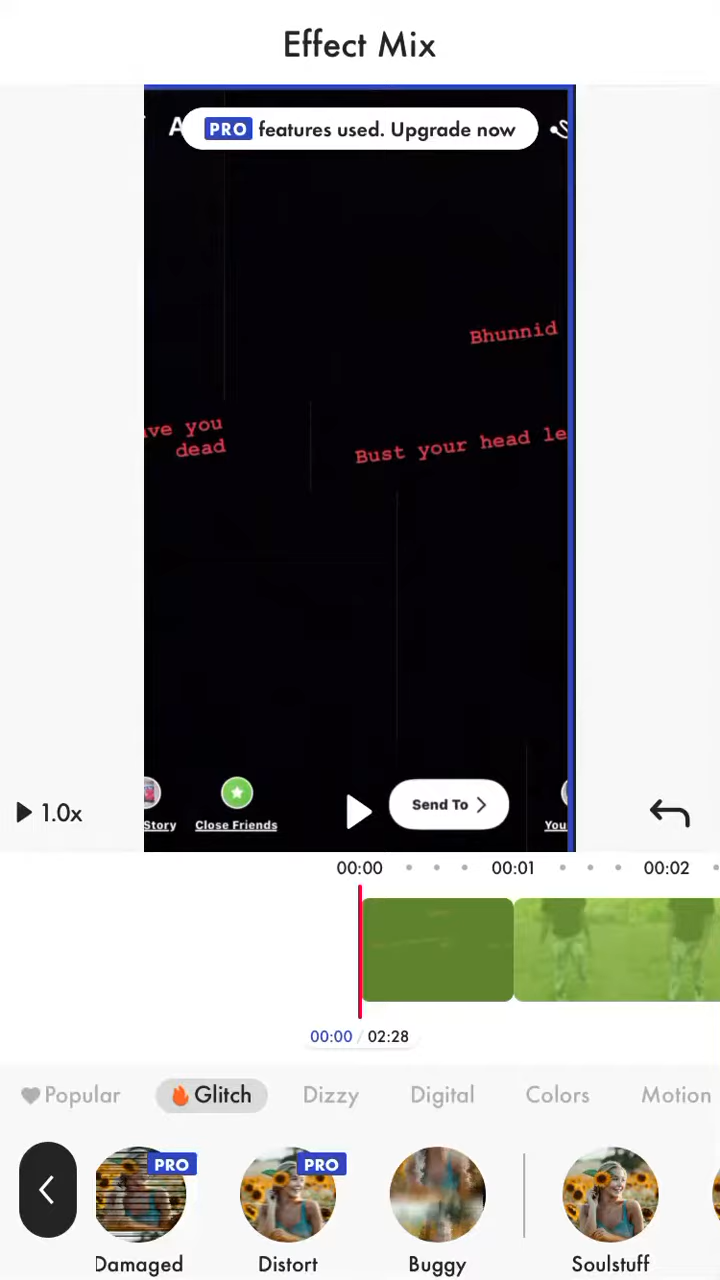 Effect Mix
PRO features used. Upgrade now
Bhunnid
ve you
dead
Bust your head le
Story
Close Friends
Send To
You
1.0x
00:00
00:01
00:02
00:00 / 02:28
Popular
Glitch
Dizzy
Digital
Colors
Motion
PRO
PRO
Damaged
Distort
Buggy
Soulstuff